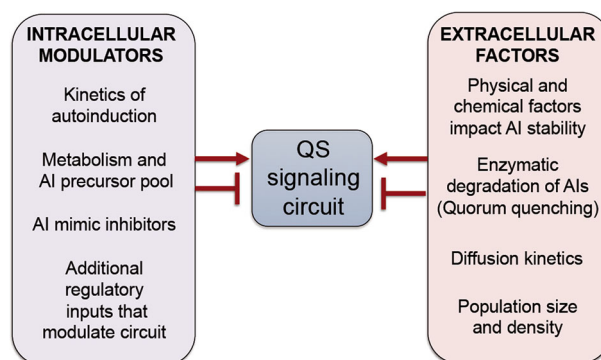 INTRACELLULAR
MODULATORS
Kinetics of
autoinduction
Metabolism and
AI precursor pool
AI mimic inhibitors
Additional
regulatory
inputs that
modulate circuit
QS
signaling
circuit
EXTRACELLULAR
FACTORS
Physical and
chemical factors
impact AI stability
Enzymatic
degradation of AIs
(Quorum quenching)
Diffusion kinetics
Population size
and density